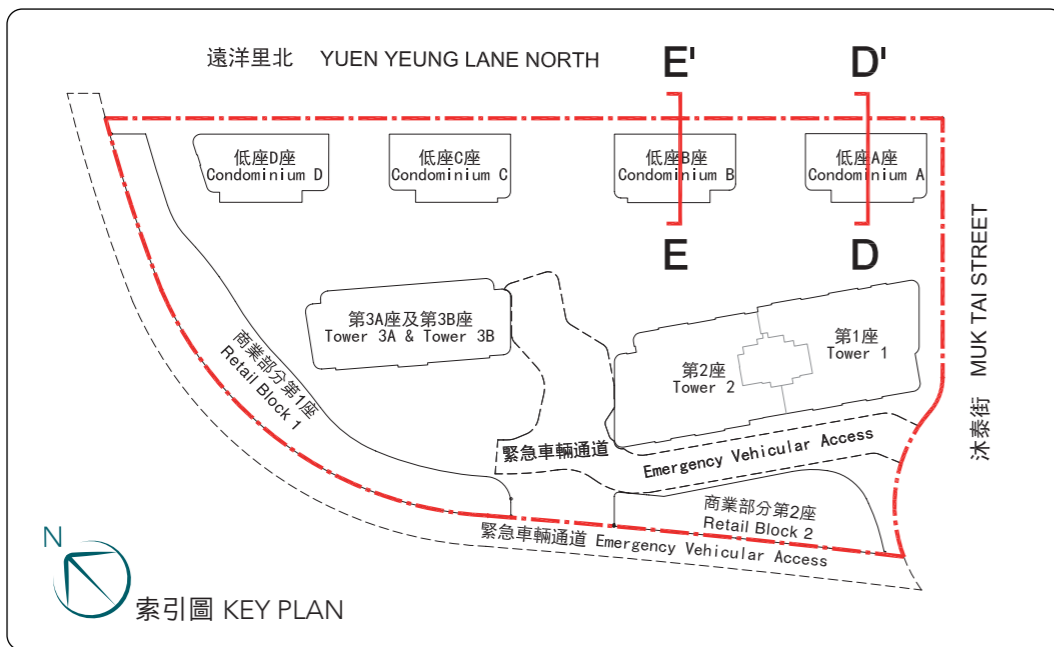 遠洋里北 YUEN YEUNG LANE NORTH
E'
D'
低座D座
Condominium D
低座C座
Condominium C
低座B座
Condominium B
低座A座
Condominium A
E
D
沐泰街 MUK TAI STREET
第3A座及第3B座
Tower 3A & Tower 3B
第1座
Tower 1
第2座
Tower 2
商業部分第1座
Retail Block 1
緊急車輛通道 Emergency Vehicular Access
商業部分第2座
Retail Block 2
緊急車輛通道 Emergency Vehicular Access
N
索引圖 KEY PLAN